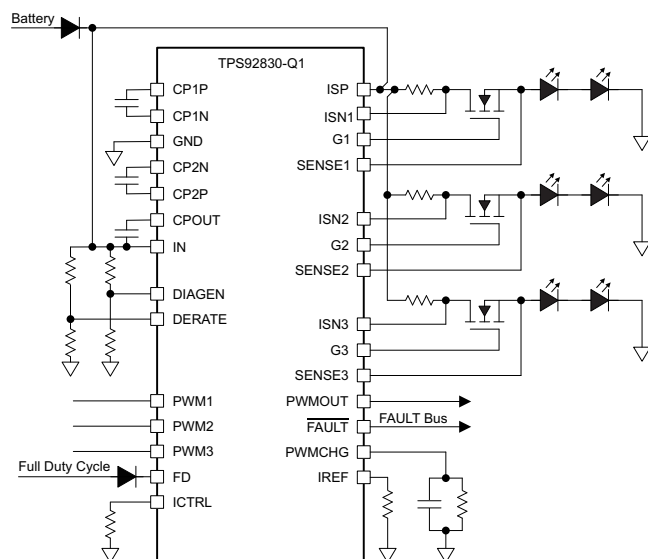 Battery
TPS92830-Q1
CP1P
CP1N
GND
CP2N
CP2P
CPOUT
IN
DIAGEN
DERATE
PWM1
PWM2
PWM3
Full Duty Cycle
FD
ICTRL
ISP
ISN1
G1
SENSE1
ISN2
G2
SENSE2
ISN3
G3
SENSE3
PWMOUT
FAULT
FAULT Bus
PWMCHG
IREF